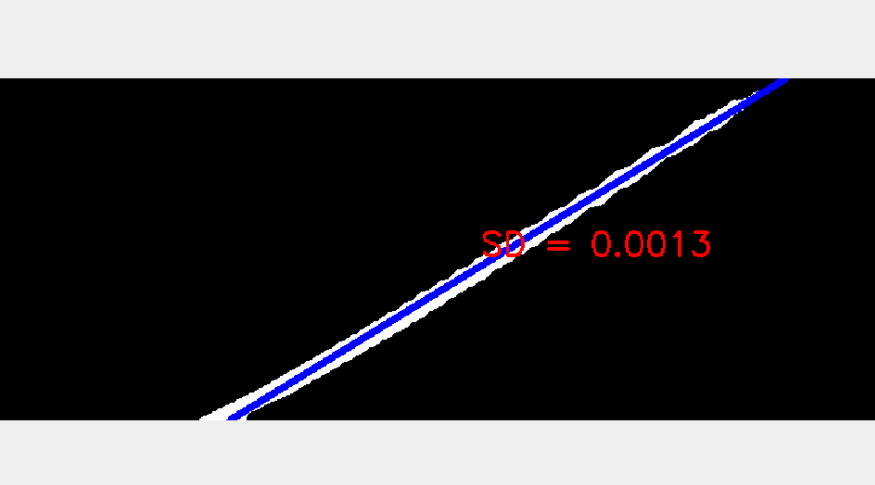 SD = 0.0013